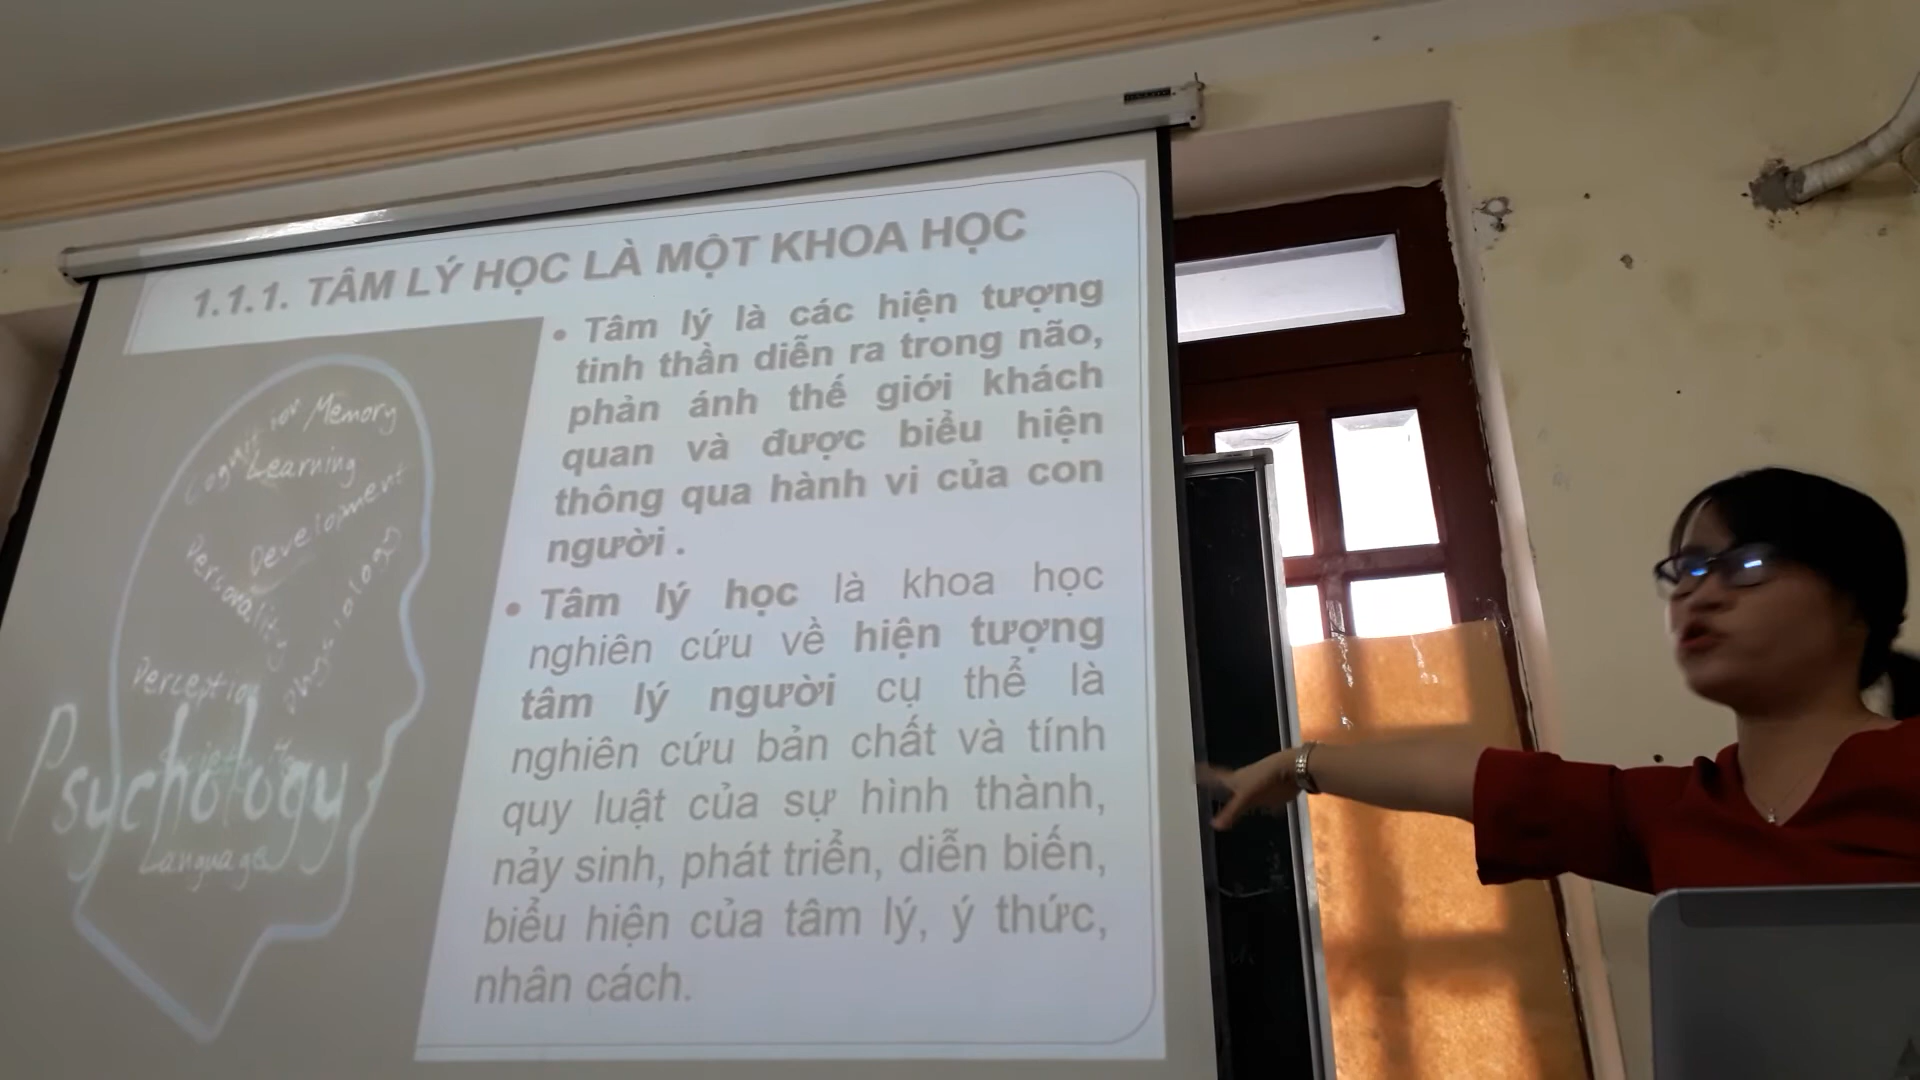 1.1.1. TÂM LÝ HỌC LÀ MỘT KHOA HỌC
• Tâm lý là các hiện tượng
tinh thần diễn ra trong não,
phản ánh thế giới khách
quan và được biểu hiện
thông qua hành vi của con
người .
• Tâm lý học là khoa học
nghiên cứu về hiện tượng
tâm lý người cụ thể là
nghiên cứu bản chất và tính
quy luật của sự hình thành,
nảy sinh, phát triển, diễn biến,
biểu hiện của tâm lý, ý thức,
nhân cách.
Memory
Learning
Development
Personality
Physiology
Perception
Psychology
Language